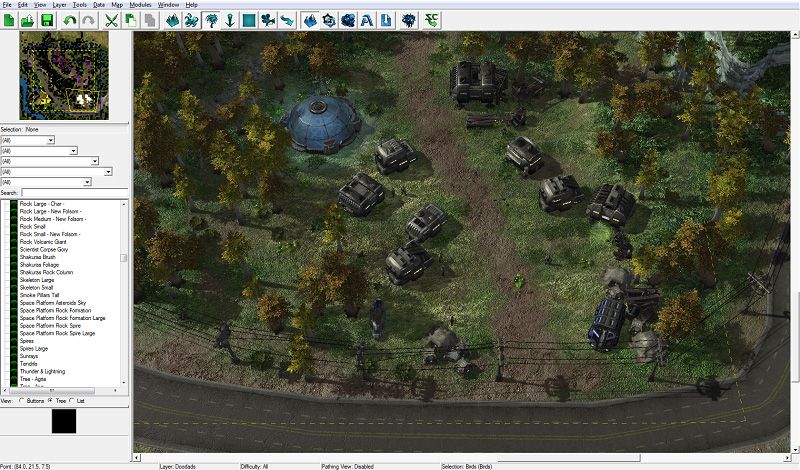 File Edit View Layer Tools Data Map Modules Window Help
Selection: None
(All)
(All)
(All)
(All)
(All)
Search:
Rock Large - Char -
Rock Large - New Folsom -
Rock Medium - New Folsom -
Rock Small
Rock Small - New Folsom -
Rock Volcanic Giant
Scientist Corpse Gory
Shakuras Brush
Shakuras Foliage
Shakuras Rock Column
Skeleton Large
Skeleton Small
Smoke Pillars Tall
Space Platform Asteroids Sky
Space Platform Rock Formation
Space Platform Rock Formation Large
Space Platform Rock Spire
Space Platform Rock Spire Large
Spires
Spires Large
Sunrays
Tendrils
Thunder & Lightning
Tree - Agria
View: Buttons Tree List
Point: (84.0, 21.5, 7.5) Layer: Doodads Difficulty: All Pathing View: Disabled Selection: Birds (Birds)